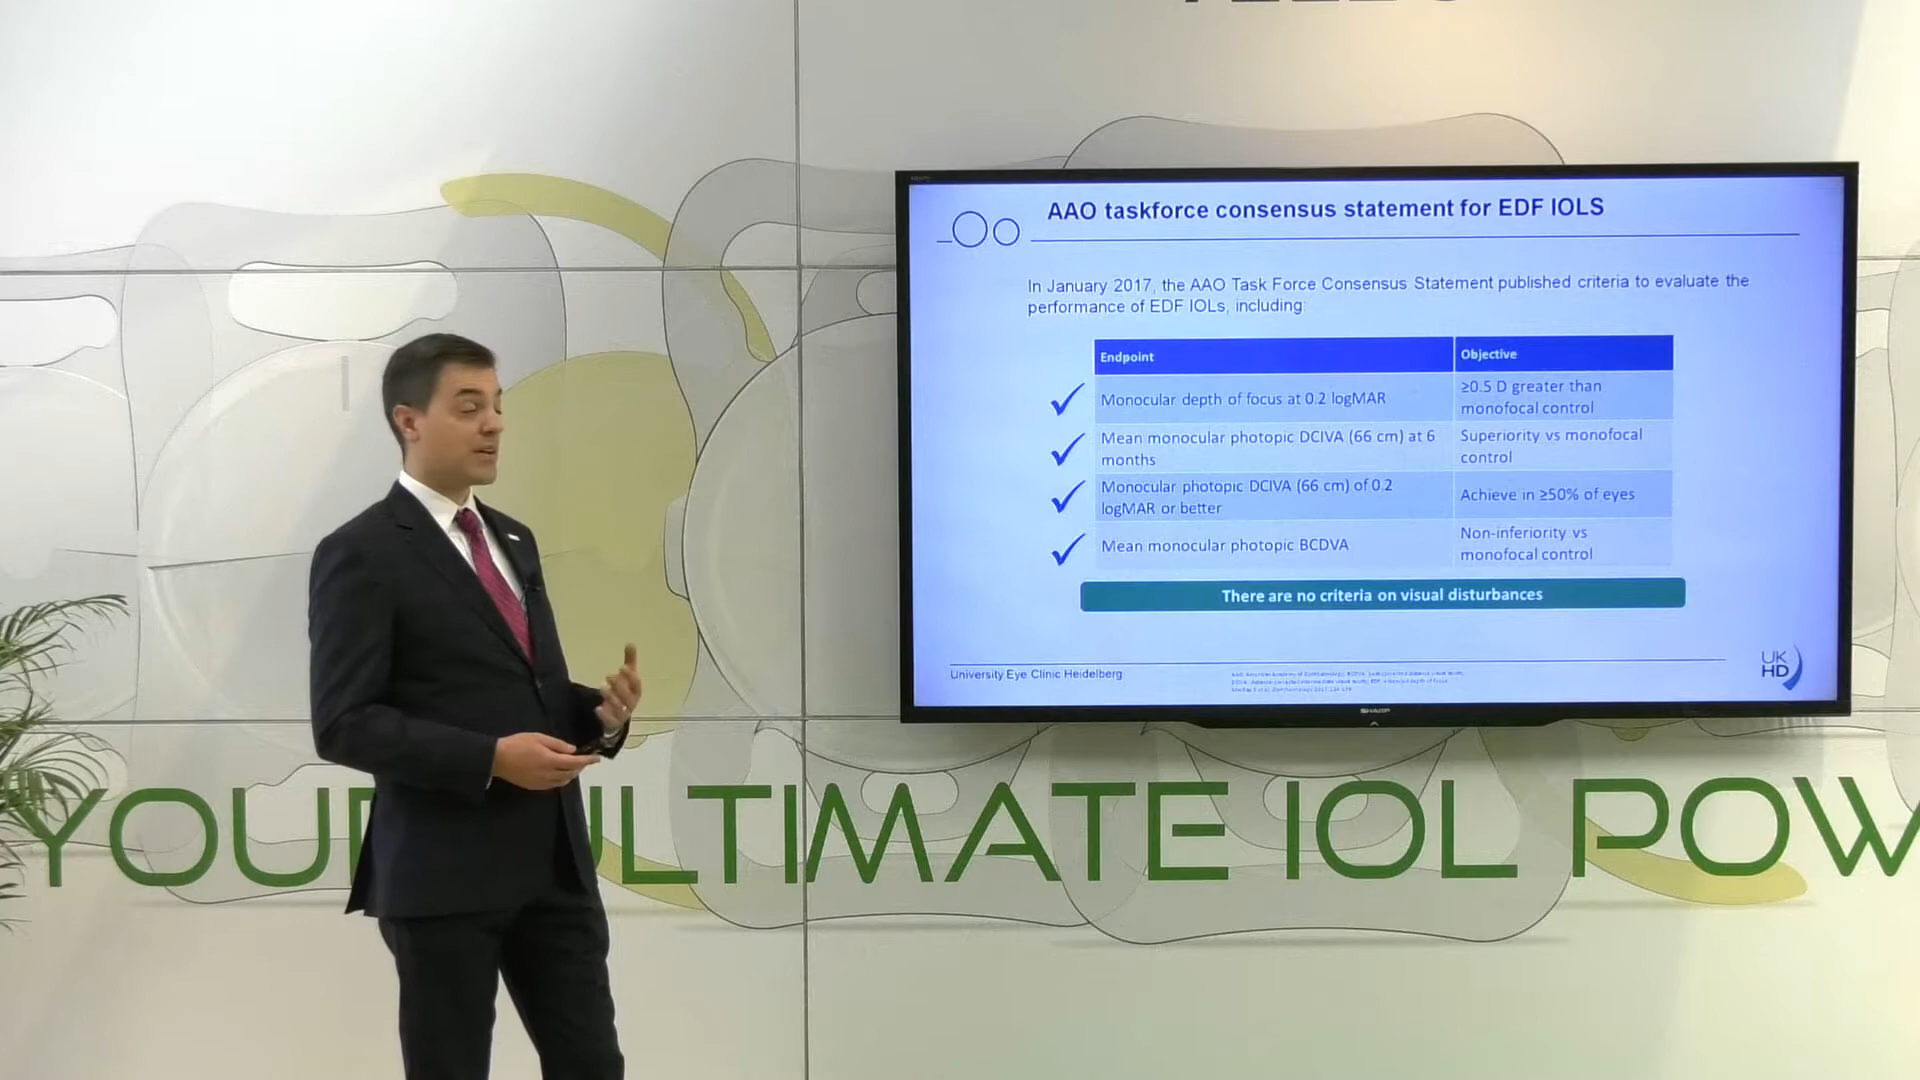 AAO taskforce consensus statement for EDF IOLS
In January 2017, the AAO Task Force Consensus Statement published criteria to evaluate the
performance of EDF IOLs, including:
Endpoint
Objective
Monocular depth of focus at 0.2 logMAR
≥0.5 D greater than
monofocal control
Mean monocular photopic DCIVA (66 cm) at 6
months
Superiority vs monofocal
control
Monocular photopic DCIVA (66 cm) of 0.2
logMAR or better
Achieve in ≥50% of eyes
Mean monocular photopic BCDVA
Non-inferiority vs
monofocal control
There are no criteria on visual disturbances
University Eye Clinic Heidelberg
UK
HD
SHARP
YOUR ULTIMATE IOL POW